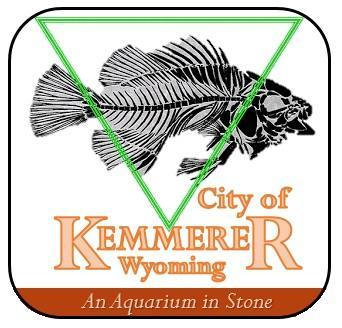 City of
KEMMERER
Wyoming
An Aquarium in Stone